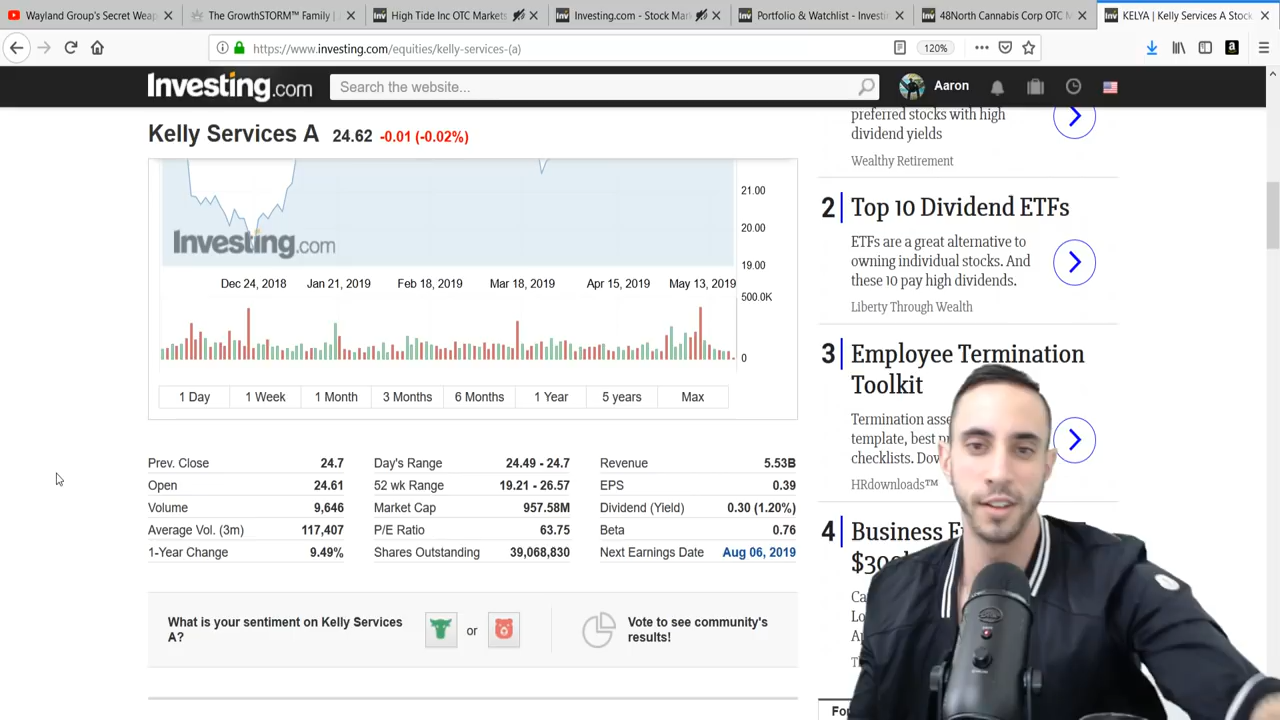 Wayland Group's Secret Weap
The GrowthSTORM™ Family |
High Tide Inc OTC Markets
Investing.com - Stock Mar
Portfolio & Watchlist - Investi
48North Cannabis Corp OTC M
KELYA | Kelly Services A Stock
https://www.investing.com/equities/kelly-services-(a)
120%
Investing.com
Search the website...
Aaron
Kelly Services A 24.62 -0.01 (-0.02%)
21.00
20.00
19.00
Investing.com
Dec 24, 2018 Jan 21, 2019 Feb 18, 2019 Mar 18, 2019 Apr 15, 2019 May 13, 2019
500.0K
0
1 Day 1 Week 1 Month 3 Months 6 Months 1 Year 5 years Max
Prev. Close 24.7 Day's Range 24.49 - 24.7 Revenue 5.53B
Open 24.61 52 wk Range 19.21 - 26.57 EPS 0.39
Volume 9,646 Market Cap 957.58M Dividend (Yield) 0.30 (1.20%)
Average Vol. (3m) 117,407 P/E Ratio 63.75 Beta 0.76
1-Year Change 9.49% Shares Outstanding 39,068,830 Next Earnings Date Aug 06, 2019
What is your sentiment on Kelly Services
A?
or
Vote to see community's
results!
preferred stocks with high
dividend yields
Wealthy Retirement
2 Top 10 Dividend ETFs
ETFs are a great alternative to
owning individual stocks. And
these 10 pay high dividends.
Liberty Through Wealth
3 Employee Termination
Toolkit
Termination asse
template, best p
checklists. Dow
HRdownloads™
4 Business
$300